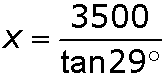 x = 3500 / tan29°